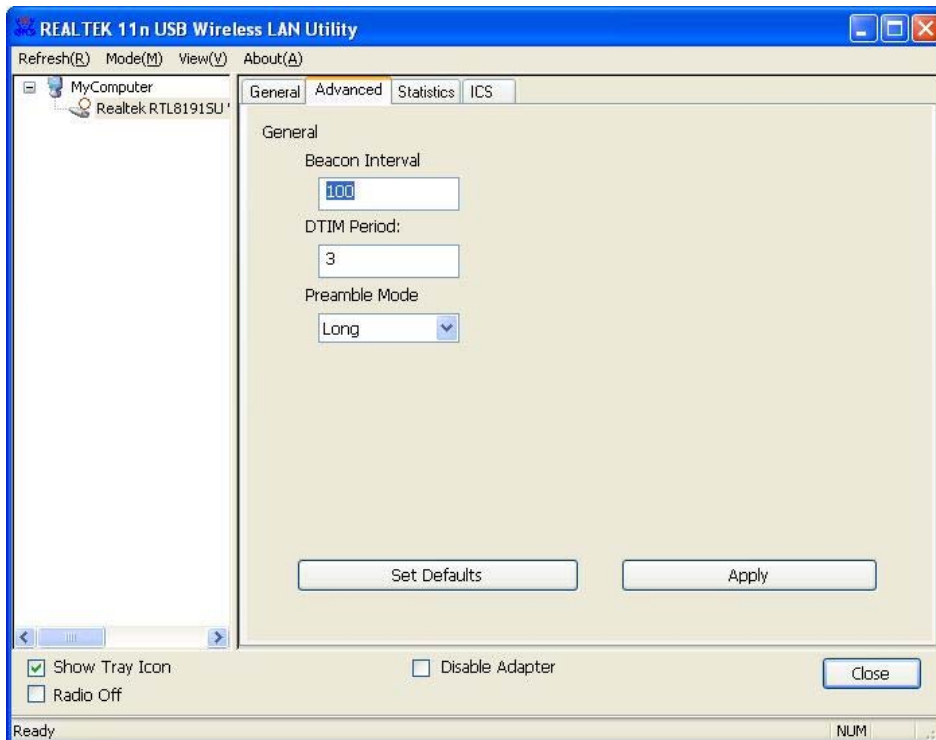 REALTEK 11n USB Wireless LAN Utility
Refresh(R) Mode(M) View(V) About(A)
MyComputer
Realtek RTL8191SU
General Advanced Statistics ICS
General
Beacon Interval
100
DTIM Period:
3
Preamble Mode
Long
Set Defaults Apply
Show Tray Icon
Disable Adapter
Close
Radio Off
Ready
NUM